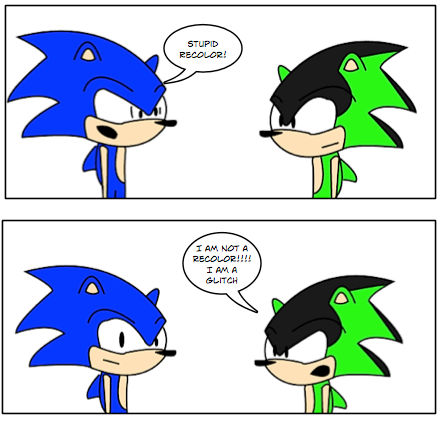 STUPID
RECOLOR!
I AM NOT A
RECOLOR!!!!
I AM A
GLITCH